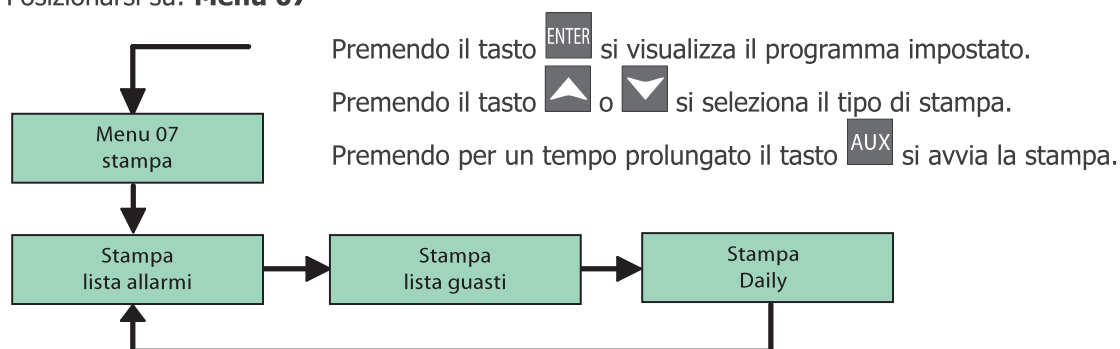 Posizionarsi su: Menu 07
Premendo il tasto ENTER si visualizza il programma impostato.
Premendo il tasto o si seleziona il tipo di stampa.
Premendo per un tempo prolungato il tasto AUX si avvia la stampa.
Menu 07
stampa
Stampa
lista allarmi
Stampa
lista guasti
Stampa
Daily